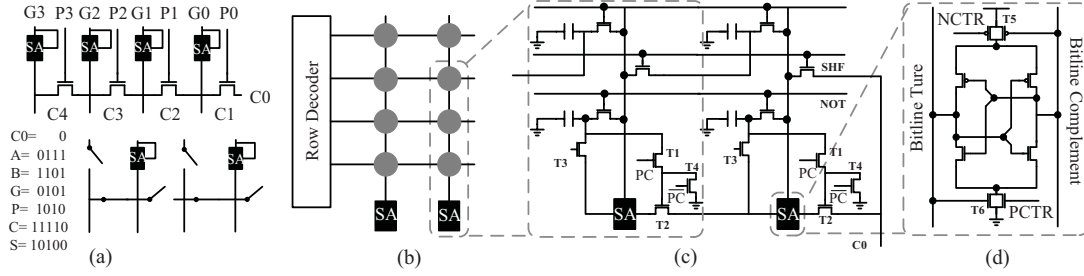 G3 P3 G2 P2 G1 P1 G0 P0
SA SA SA SA
C4 C3 C2 C1 C0
C0= 0
A= 0111
B= 1101
G= 0101
P= 1010
C= 11110
S= 10100
SA SA
(a)
Row Decoder
SA SA
(b)
SHF
NOT
T3 T1 PC T4 PC
T3 T1 PC T4 PC
SA T2 SA T2
C0
(c)
NCTR T5
Bitline Ture
Bitline Complement
T6 PCTR
(d)